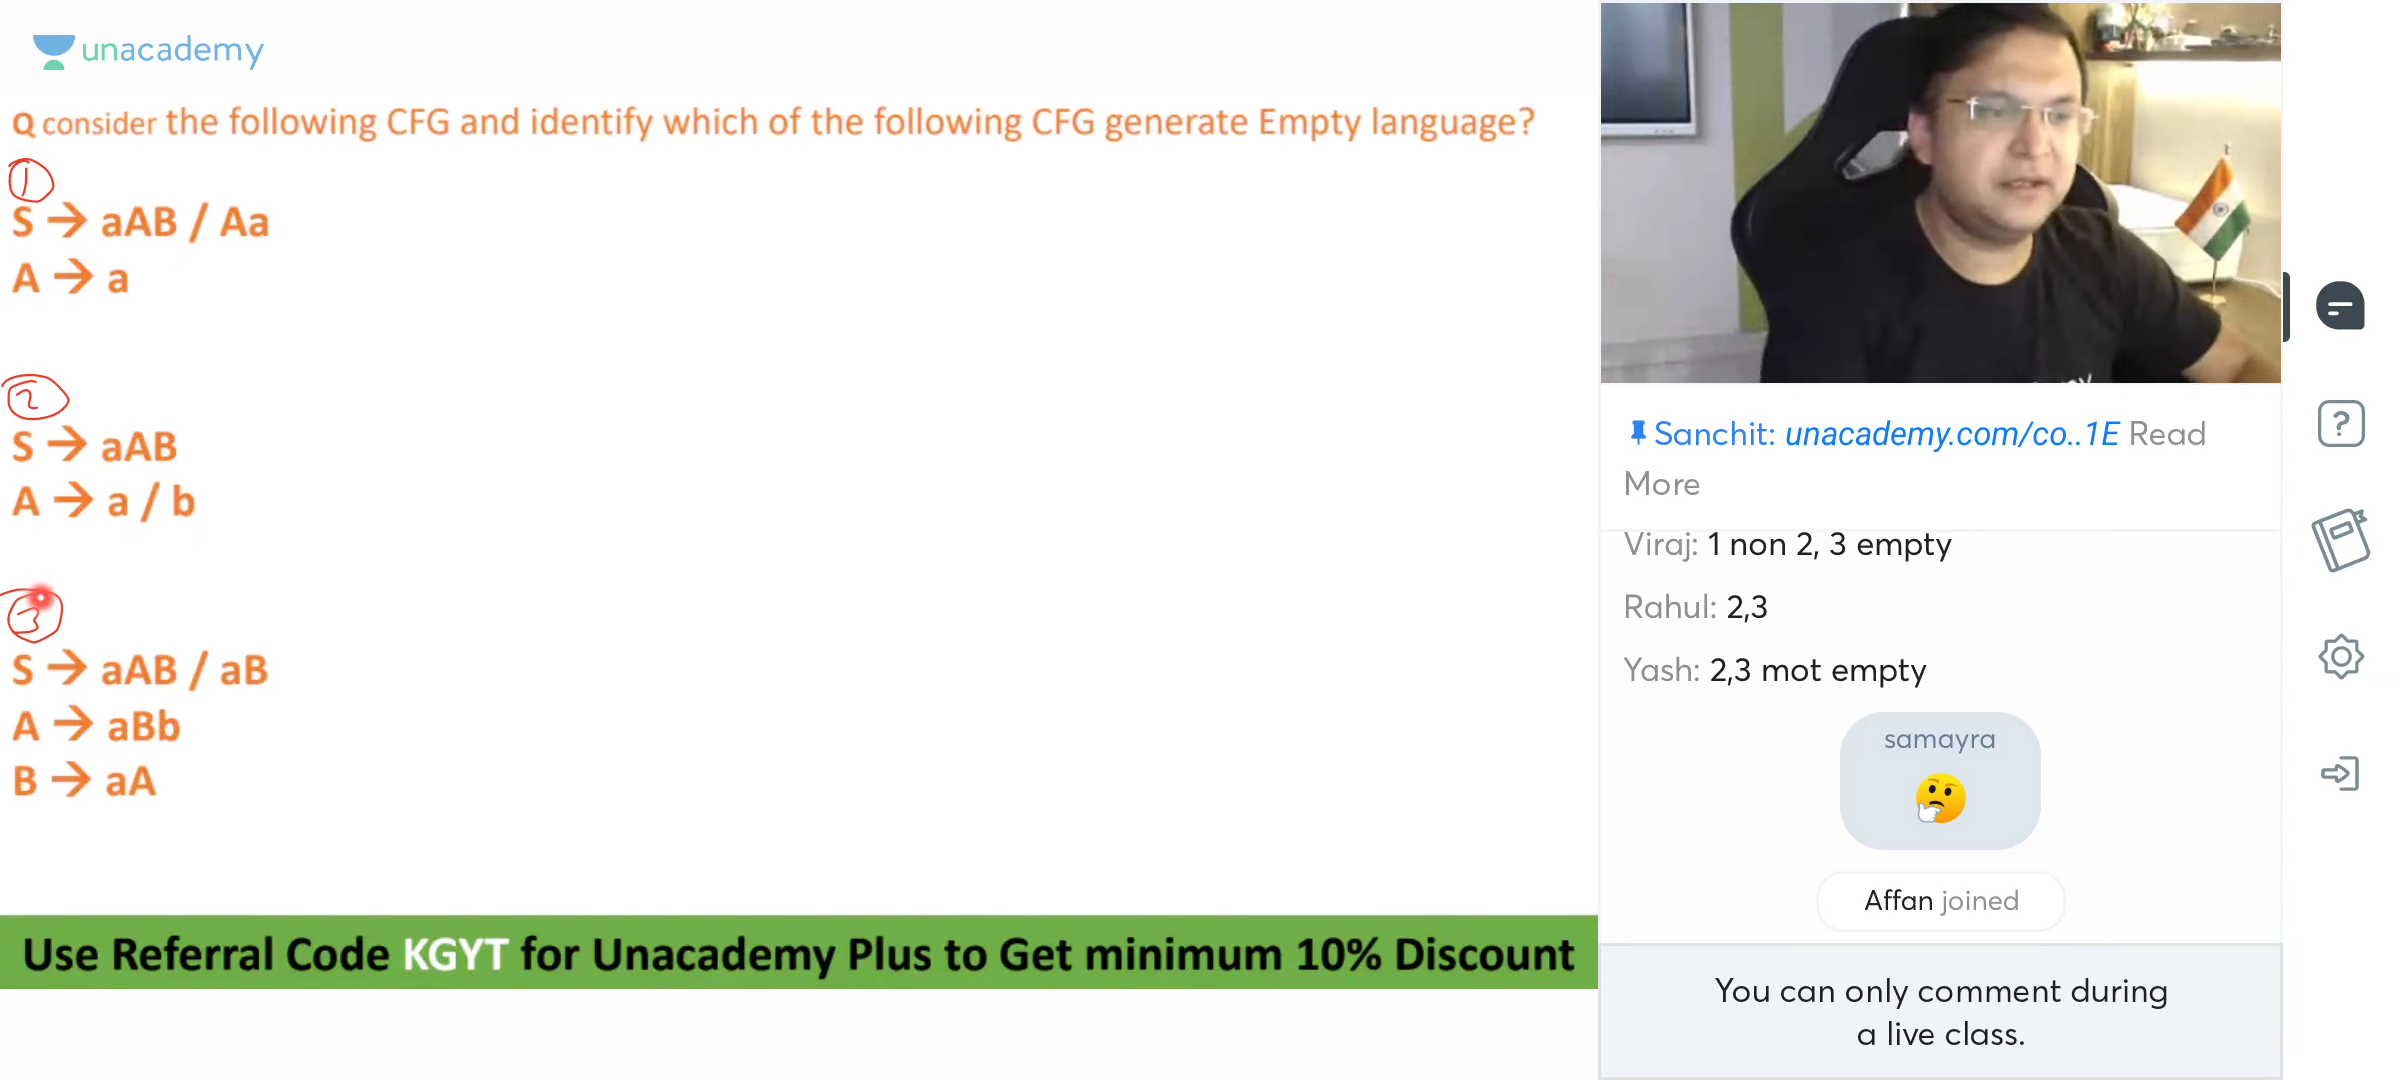 unacademy
Q consider the following CFG and identify which of the following CFG generate Empty language?
1
S → aAB / Aa
A → a
2
S → aAB
A → a / b
3
S → aAB / aB
A → aBb
B → aA
Use Referral Code KGYT for Unacademy Plus to Get minimum 10% Discount
Sanchit: unacademy.com/co..1E Read
More
Viraj: 1 non 2, 3 empty
Rahul: 2,3
Yash: 2,3 mot empty
samayra
Affan joined
You can only comment during
a live class.
?